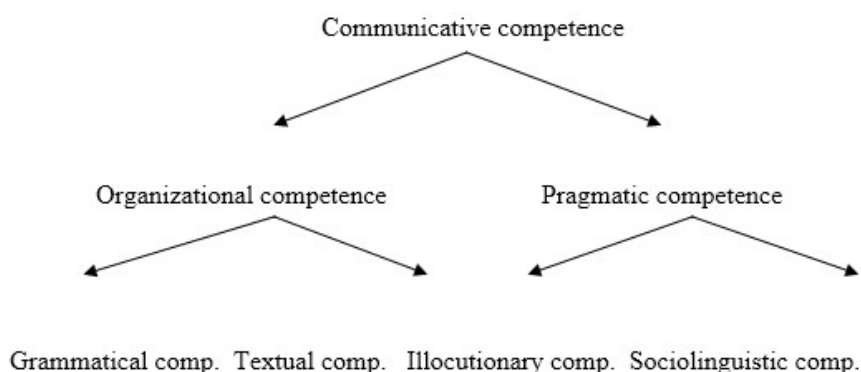 Communicative competence
Organizational competence Pragmatic competence
Grammatical comp. Textual comp. Illocutionary comp. Sociolinguistic comp.